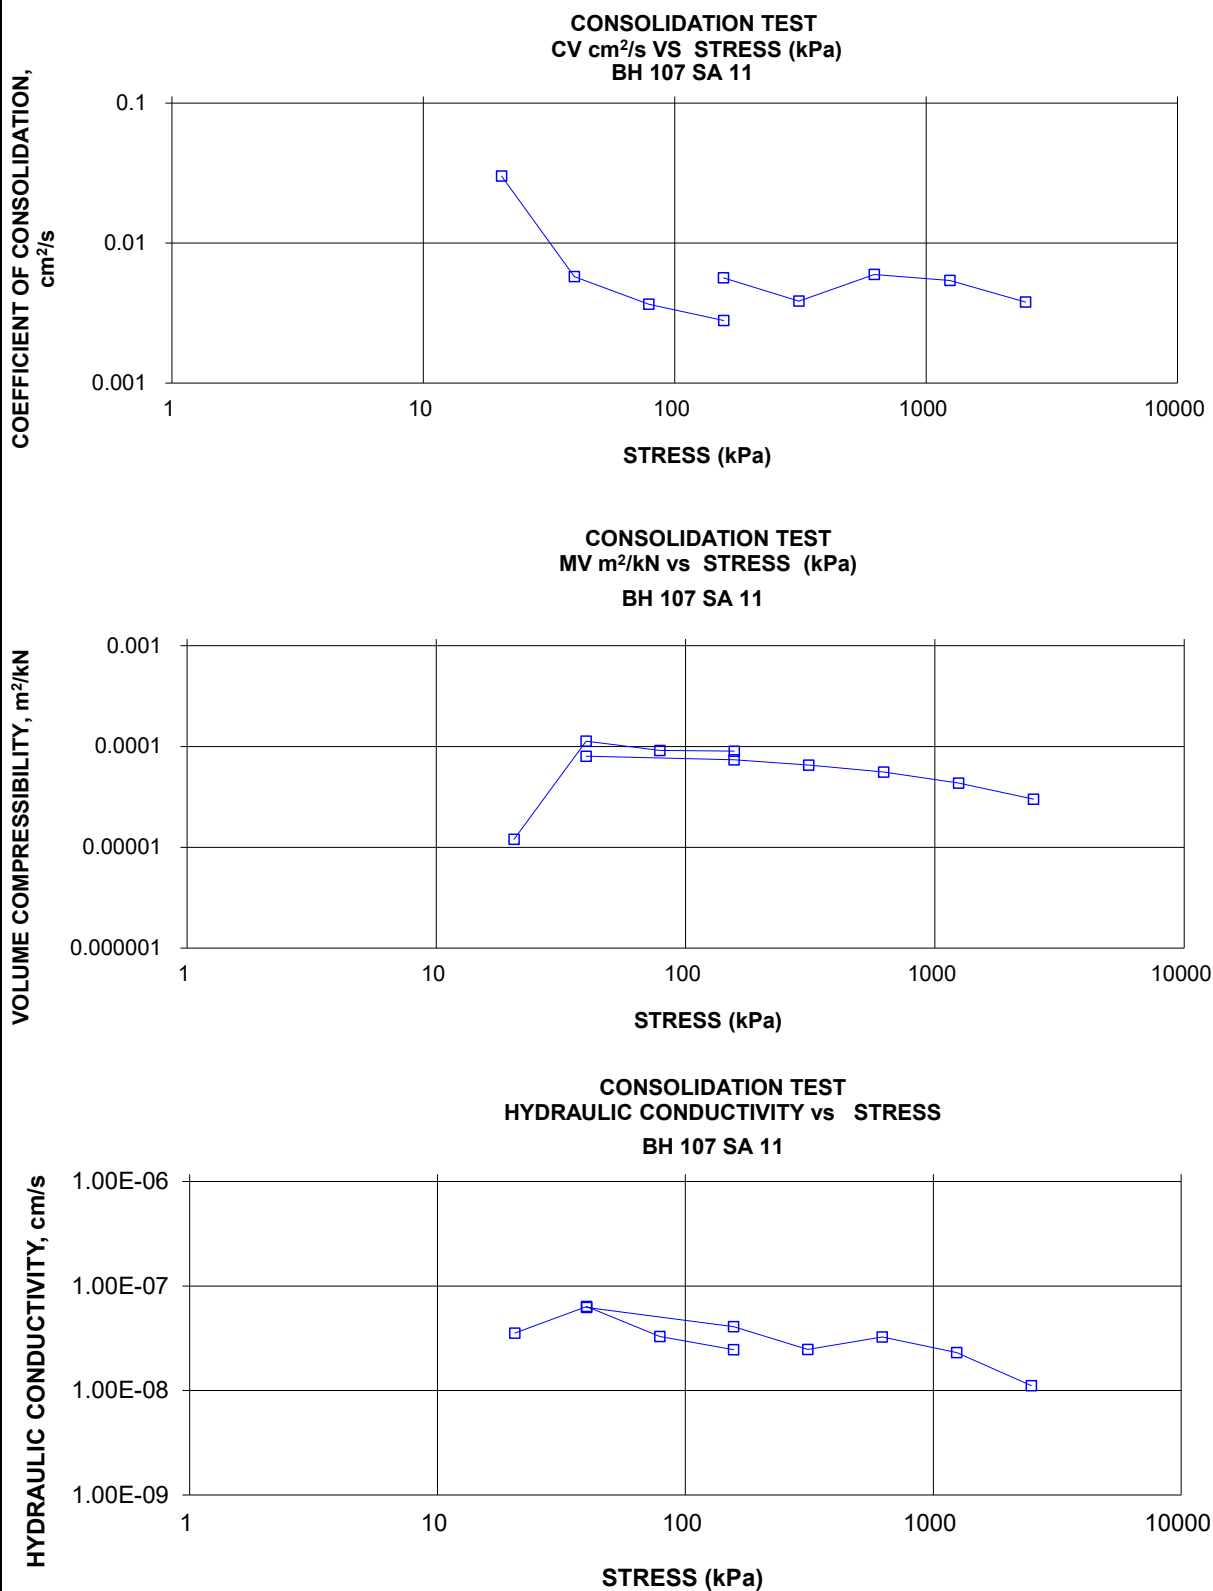 CONSOLIDATION TEST
CV cm²/s VS STRESS (kPa)
BH 107 SA 11
COEFFICIENT OF CONSOLIDATION,
cm²/s
0.1
0.01
0.001
1 10 100 1000 10000
STRESS (kPa)
CONSOLIDATION TEST
MV m²/kN vs STRESS (kPa)
BH 107 SA 11
VOLUME COMPRESSIBILITY, m²/kN
0.001
0.0001
0.00001
0.000001
1 10 100 1000 10000
STRESS (kPa)
CONSOLIDATION TEST
HYDRAULIC CONDUCTIVITY vs STRESS
BH 107 SA 11
HYDRAULIC CONDUCTIVITY, cm/s
1.00E-06
1.00E-07
1.00E-08
1.00E-09
1 10 100 1000 10000
STRESS (kPa)